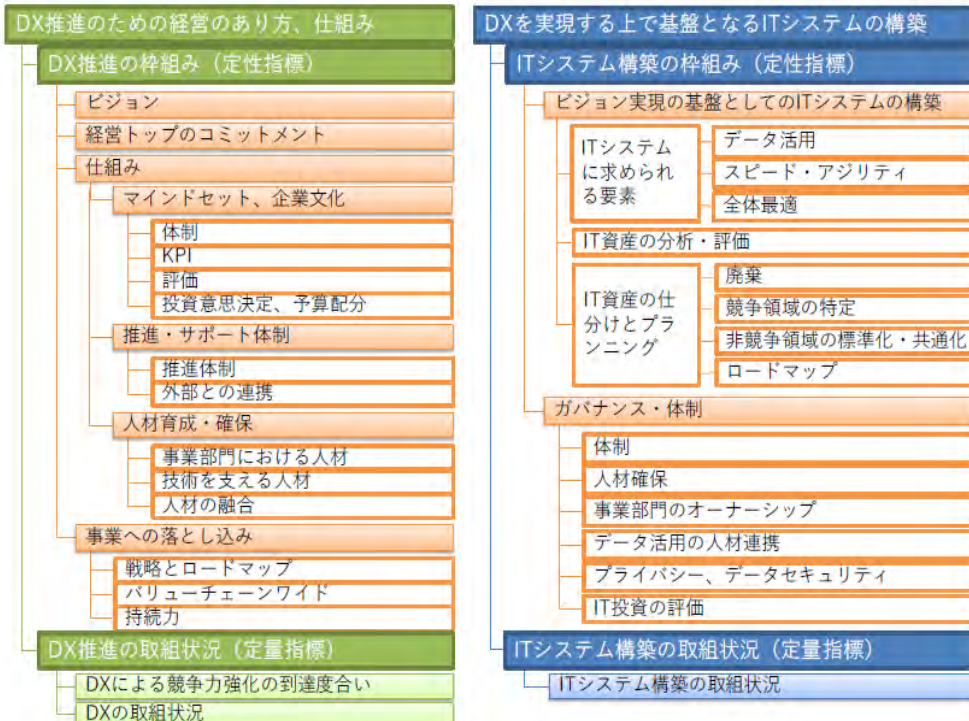 DX推進のための経営のあり方、仕組み
DX推進の枠組み（定性指標）
ビジョン
経営トップのコミットメント
仕組み
マインドセット、企業文化
体制
KPI
評価
投資意思決定、予算配分
推進・サポート体制
推進体制
外部との連携
人材育成・確保
事業部門における人材
技術を支える人材
人材の融合
事業への落とし込み
戦略とロードマップ
バリューチェーンワイド
持続力
DX推進の取組状況（定量指標）
DXによる競争力強化の到達度合い
DXの取組状況
DXを実現する上で基盤となるITシステムの構築
ITシステム構築の枠組み（定性指標）
ビジョン実現の基盤としてのITシステムの構築
ITシステム
に求められ
る要素
データ活用
スピード・アジリティ
全体最適
IT資産の分析・評価
IT資産の仕
分けとプラ
ンニング
廃棄
競争領域の特定
非競争領域の標準化・共通化
ロードマップ
ガバナンス・体制
体制
人材確保
事業部門のオーナーシップ
データ活用の人材連携
プライバシー、データセキュリティ
IT投資の評価
ITシステム構築の取組状況（定量指標）
ITシステム構築の取組状況